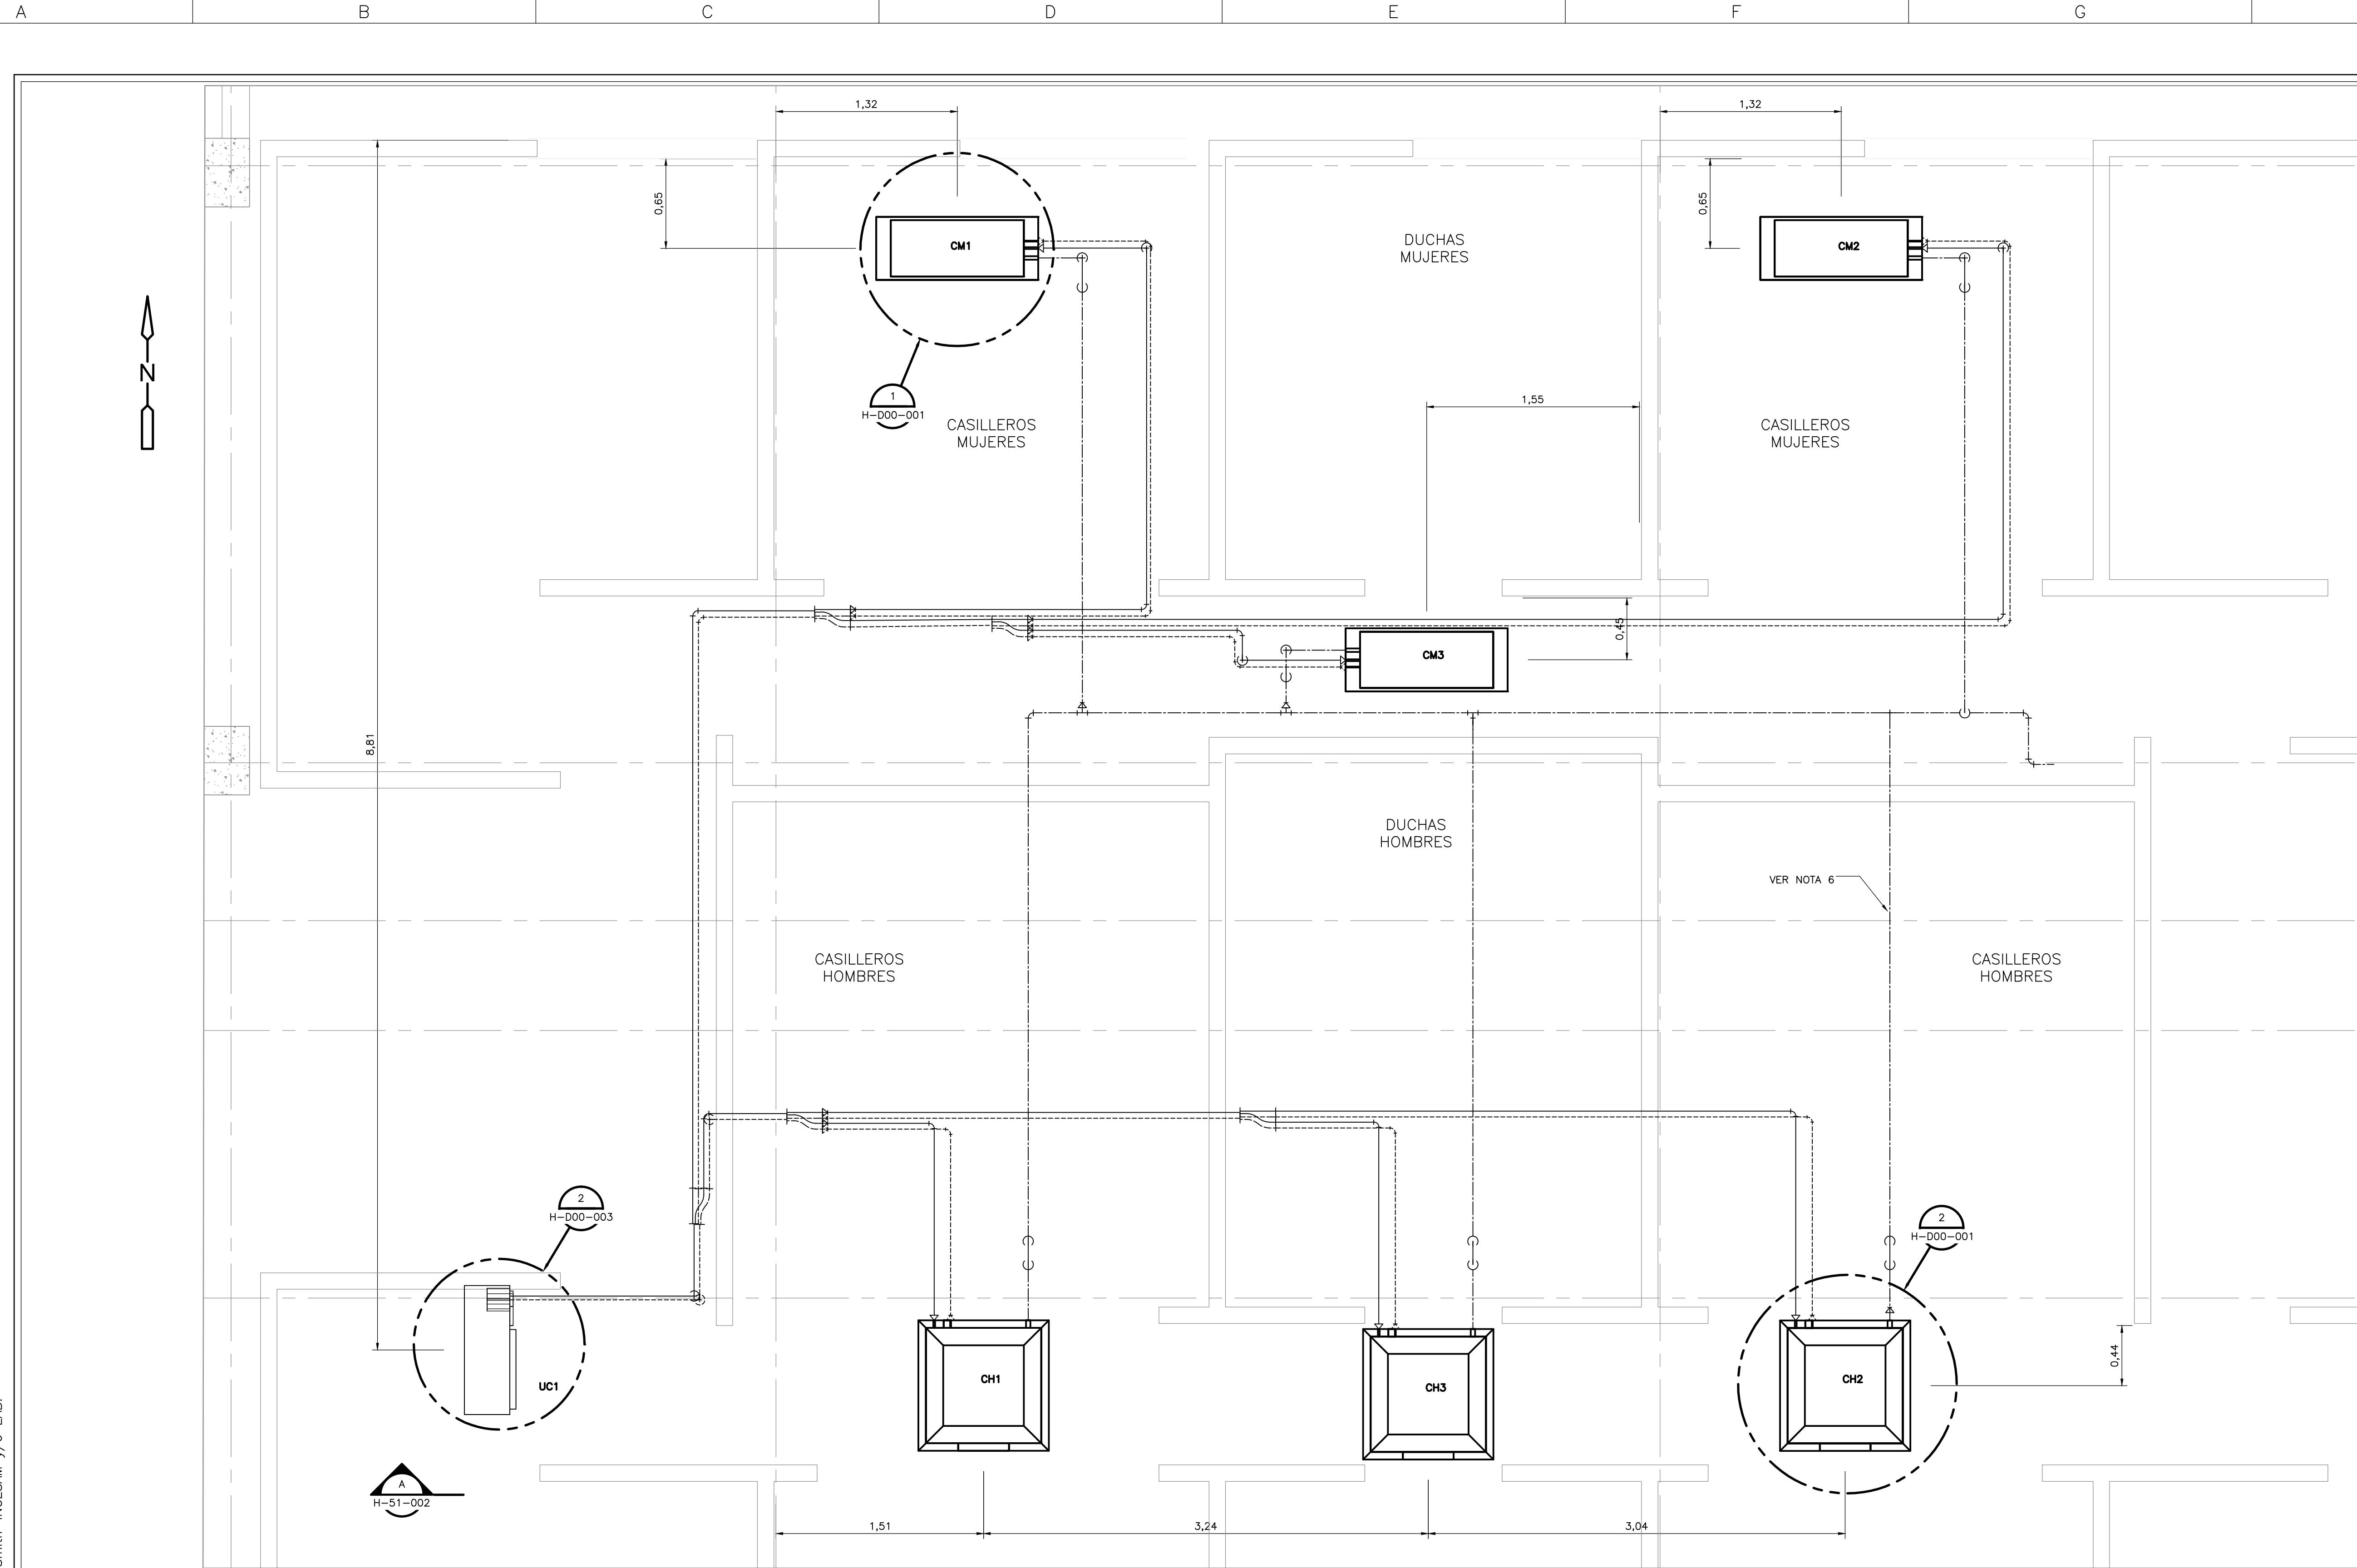 A
B
C
D
E
F
G
1,32
1,32
0,65
0,65
CM1
DUCHAS
MUJERES
CM2
N
1
H-D00-001
1,55
CASILLEROS
MUJERES
CASILLEROS
MUJERES
0,45
CM3
8,81
DUCHAS
HOMBRES
VER NOTA 6
CASILLEROS
HOMBRES
CASILLEROS
HOMBRES
2
H-D00-003
2
H-D00-001
0,44
UC1
CH1
CH3
CH2
A
H-51-002
1,51
3,24
3,04